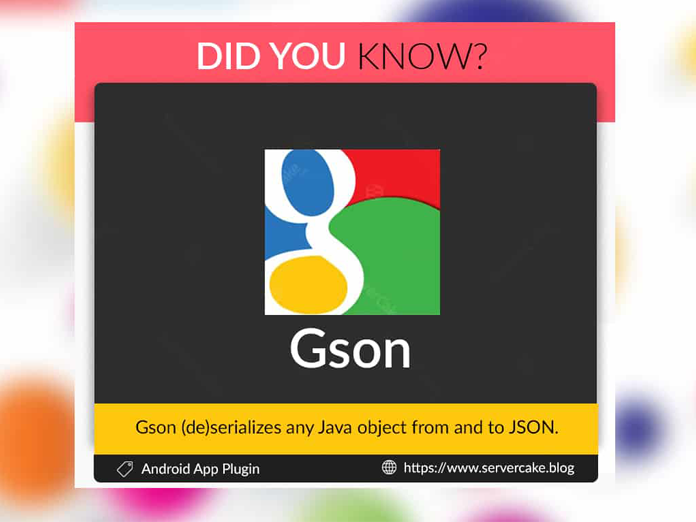 DID YOU KNOW?
Gson
Gson (de)serializes any Java object from and to JSON.
Android App Plugin
https://www.servercake.blog